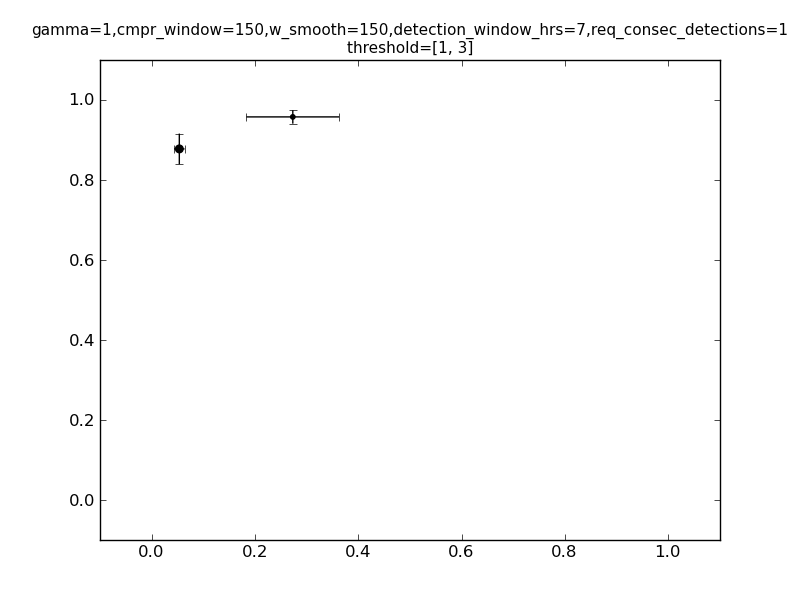 gamma=1,cmpr_window=150,w_smooth=150,detection_window_hrs=7,req_consec_detections=1
threshold=[1, 3]
1.0
0.8
0.6
0.4
0.2
0.0
0.0 0.2 0.4 0.6 0.8 1.0